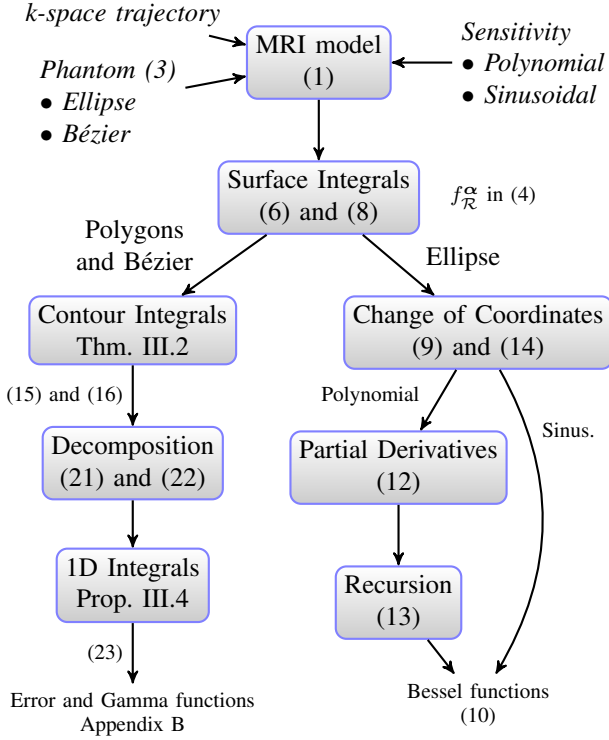 k-space trajectory
MRI model
(1)
Sensitivity
• Polynomial
• Sinusoidal
Phantom (3)
• Ellipse
• Bézier
Surface Integrals
(6) and (8)
f_R^α in (4)
Polygons
and Bézier
Ellipse
Contour Integrals
Thm. III.2
Change of Coordinates
(9) and (14)
(15) and (16)
Polynomial
Sinus.
Decomposition
(21) and (22)
Partial Derivatives
(12)
1D Integrals
Prop. III.4
Recursion
(13)
(23)
Error and Gamma functions
Appendix B
Bessel functions
(10)